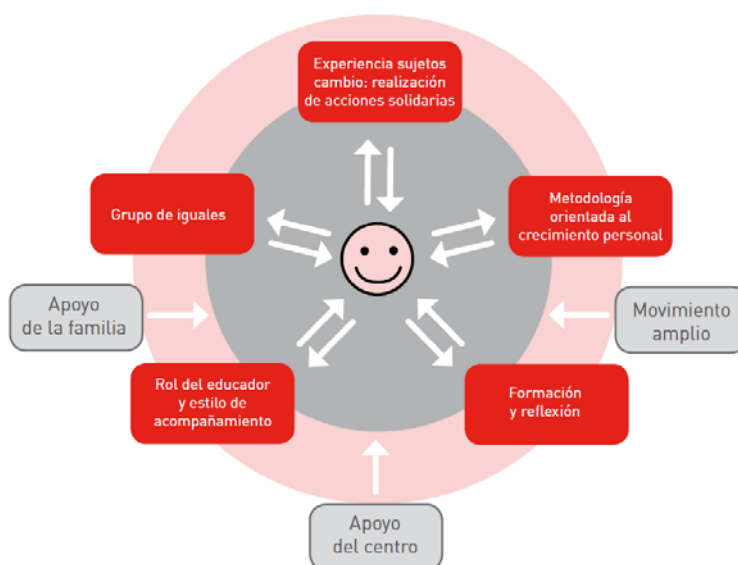 Experiencia sujetos
cambio: realización
de acciones solidarias
Grupo de iguales
Metodología
orientada al
crecimiento personal
Apoyo
de la familia
Movimiento
amplio
Rol del educador
y estilo de
acompañamiento
Formación
y reflexión
Apoyo
del centro